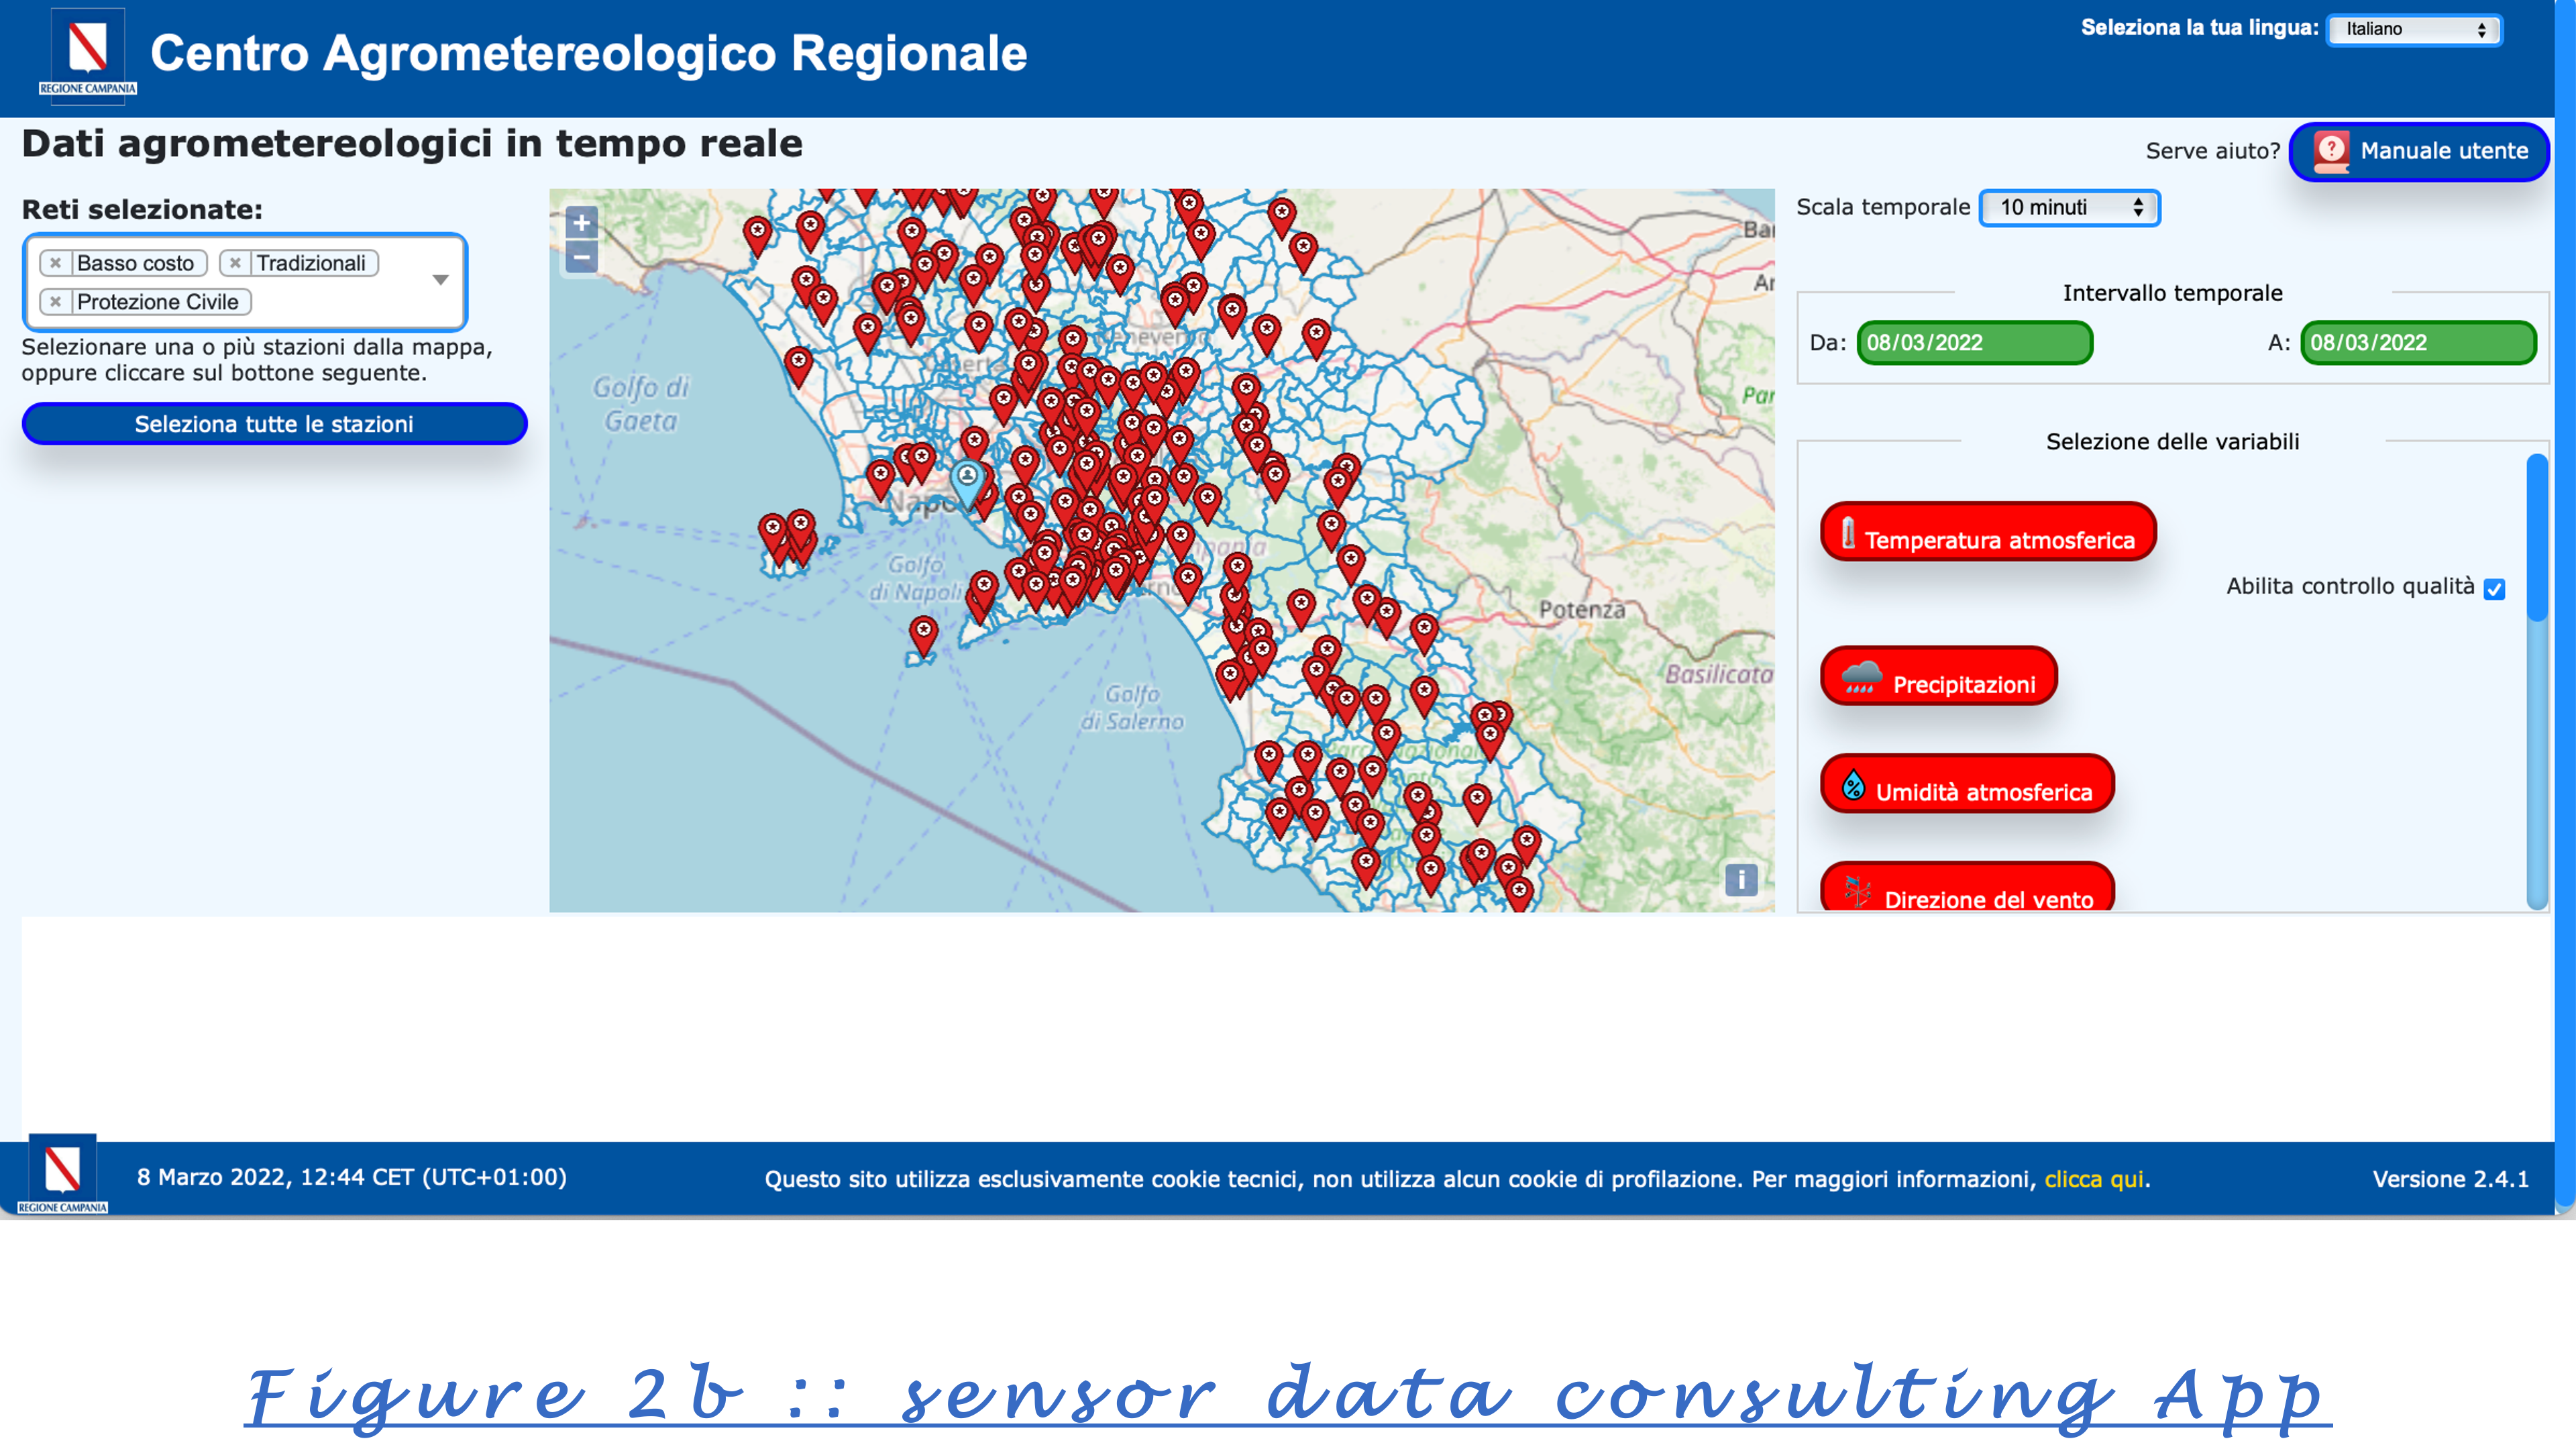 REGIONE CAMPANIA
Centro Agrometereologico Regionale
Seleziona la tua lingua: Italiano
Dati agrometereologici in tempo reale
Serve aiuto? Manuale utente
Reti selezionate:
× Basso costo × Tradizionali
× Protezione Civile
Selezionare una o più stazioni dalla mappa,
oppure cliccare sul bottone seguente.
Seleziona tutte le stazioni
+
−
Golfo di
Gaeta
Golfo
di Napoli
Golfo
di Salerno
Potenza
Basilicata
i
Scala temporale 10 minuti
Intervallo temporale
Da: 08/03/2022 A: 08/03/2022
Selezione delle variabili
Temperatura atmosferica
Abilita controllo qualità
Precipitazioni
Umidità atmosferica
Direzione del vento
REGIONE CAMPANIA
8 Marzo 2022, 12:44 CET (UTC+01:00)
Questo sito utilizza esclusivamente cookie tecnici, non utilizza alcun cookie di profilazione. Per maggiori informazioni, clicca qui.
Versione 2.4.1
Figure 2b :: sensor data consulting App